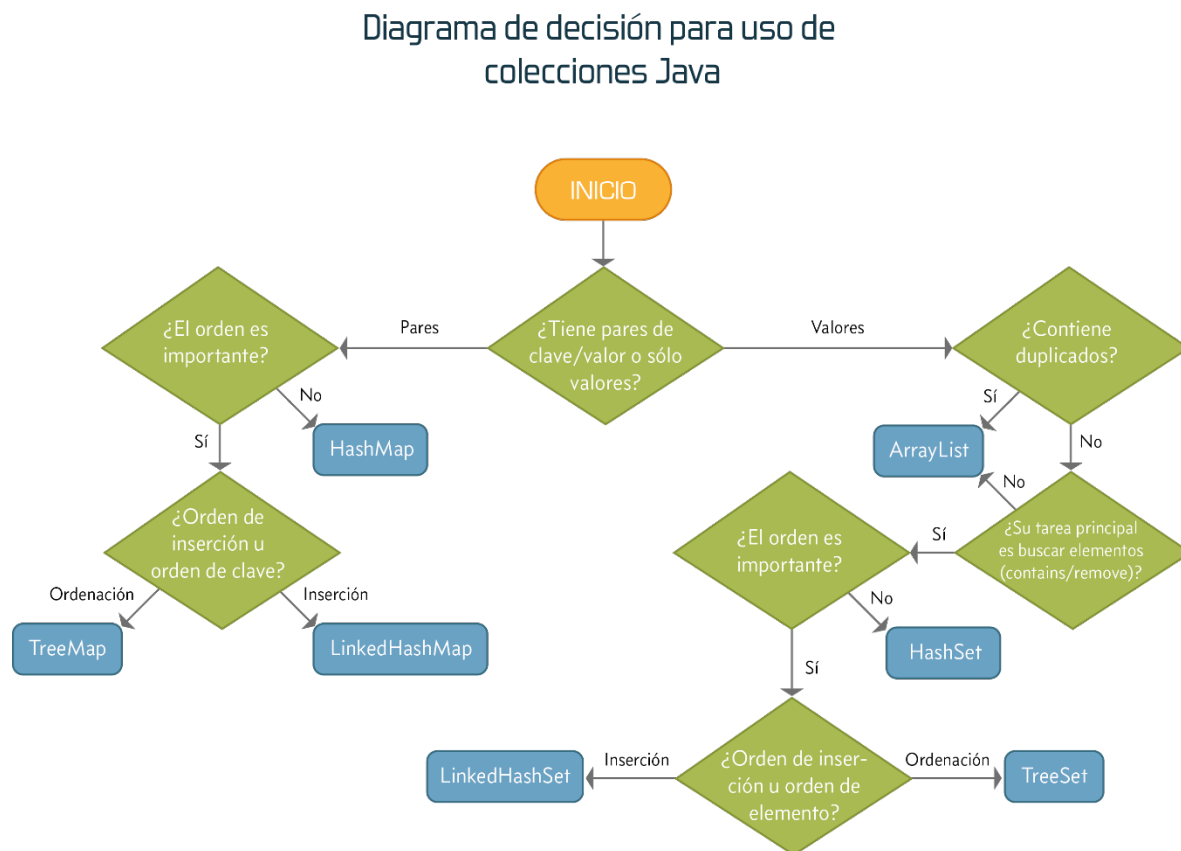 Diagrama de decisión para uso de
colecciones Java
INICIO
¿El orden es
importante?
Pares
¿Tiene pares de
clave/valor o sólo
valores?
Valores
¿Contiene
duplicados?
No
Sí
HashMap
Sí
ArrayList
No
No
¿Orden de
inserción u
orden de clave?
¿El orden es
importante?
Sí
¿Su tarea principal
es buscar elementos
(contains/remove)?
Ordenación
Inserción
No
TreeMap
LinkedHashMap
HashSet
Sí
LinkedHashSet
Inserción
¿Orden de inser-
ción u orden de
elemento?
Ordenación
TreeSet